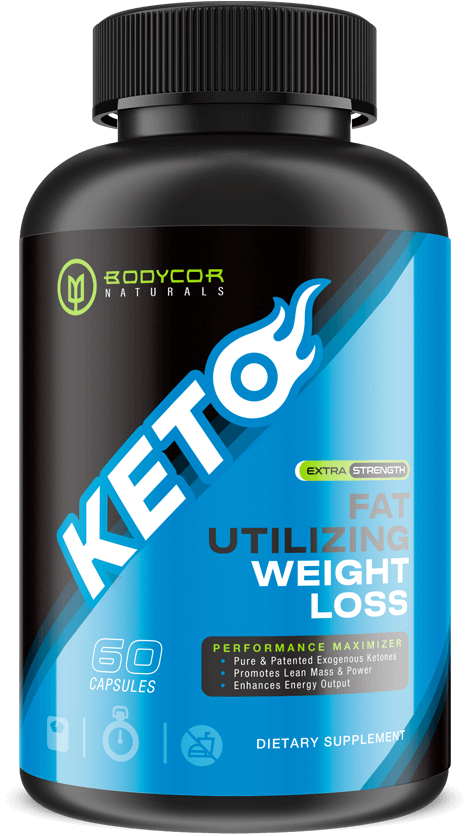 BODYCOR
NATURALS
KETO
EXTRA STRENGTH
FAT
UTILIZING
WEIGHT
LOSS
60
CAPSULES
PERFORMANCE MAXIMIZER
• Pure & Patented Exogenous Ketones
• Promotes Lean Mass & Power
• Enhances Energy Output
DIETARY SUPPLEMENT